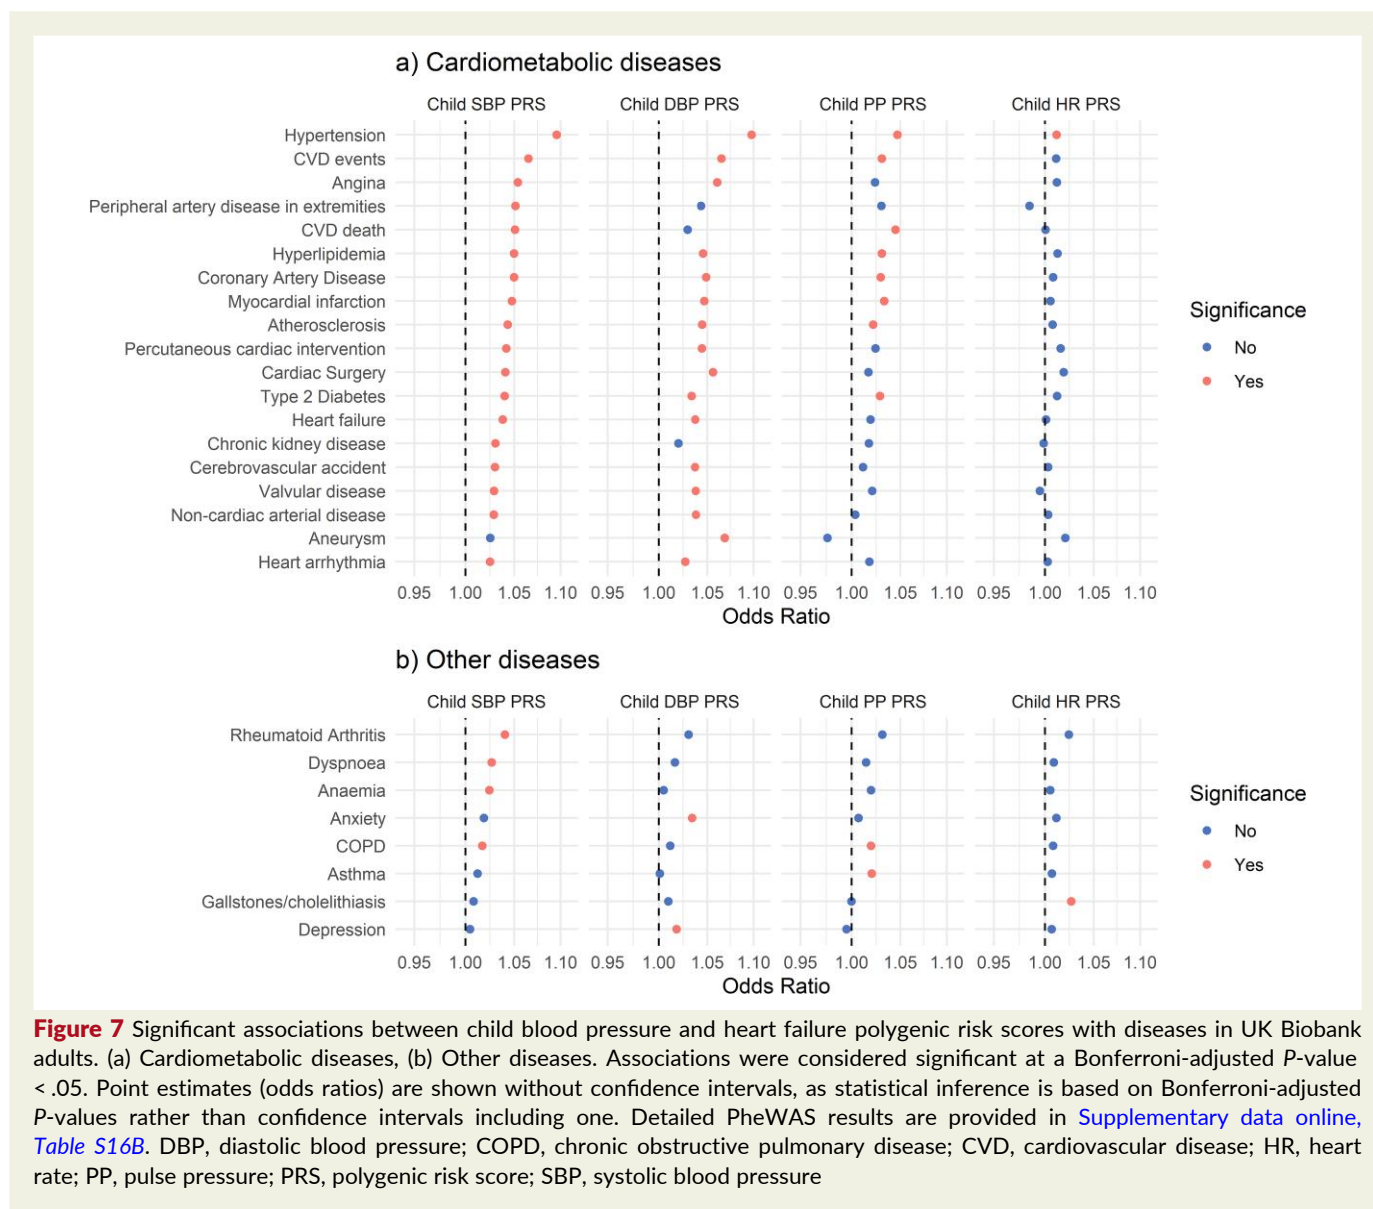 a) Cardiometabolic diseases
Child SBP PRS Child DBP PRS Child PP PRS Child HR PRS
Hypertension
CVD events
Angina
Peripheral artery disease in extremities
CVD death
Hyperlipidemia
Coronary Artery Disease
Myocardial infarction
Atherosclerosis
Percutaneous cardiac intervention
Cardiac Surgery
Type 2 Diabetes
Heart failure
Chronic kidney disease
Cerebrovascular accident
Valvular disease
Non-cardiac arterial disease
Aneurysm
Heart arrhythmia
0.95 1.00 1.05 1.10 0.95 1.00 1.05 1.10 0.95 1.00 1.05 1.10 0.95 1.00 1.05 1.10
Odds Ratio
Significance
No
Yes
b) Other diseases
Child SBP PRS Child DBP PRS Child PP PRS Child HR PRS
Rheumatoid Arthritis
Dyspnoea
Anaemia
Anxiety
COPD
Asthma
Gallstones/cholelithiasis
Depression
0.95 1.00 1.05 1.10 0.95 1.00 1.05 1.10 0.95 1.00 1.05 1.10 0.95 1.00 1.05 1.10
Odds Ratio
Significance
No
Yes
Figure 7 Significant associations between child blood pressure and heart failure polygenic risk scores with diseases in UK Biobank
adults. (a) Cardiometabolic diseases, (b) Other diseases. Associations were considered significant at a Bonferroni-adjusted P-value
< .05. Point estimates (odds ratios) are shown without confidence intervals, as statistical inference is based on Bonferroni-adjusted
P-values rather than confidence intervals including one. Detailed PheWAS results are provided in Supplementary data online,
Table S16B. DBP, diastolic blood pressure; COPD, chronic obstructive pulmonary disease; CVD, cardiovascular disease; HR, heart
rate; PP, pulse pressure; PRS, polygenic risk score; SBP, systolic blood pressure